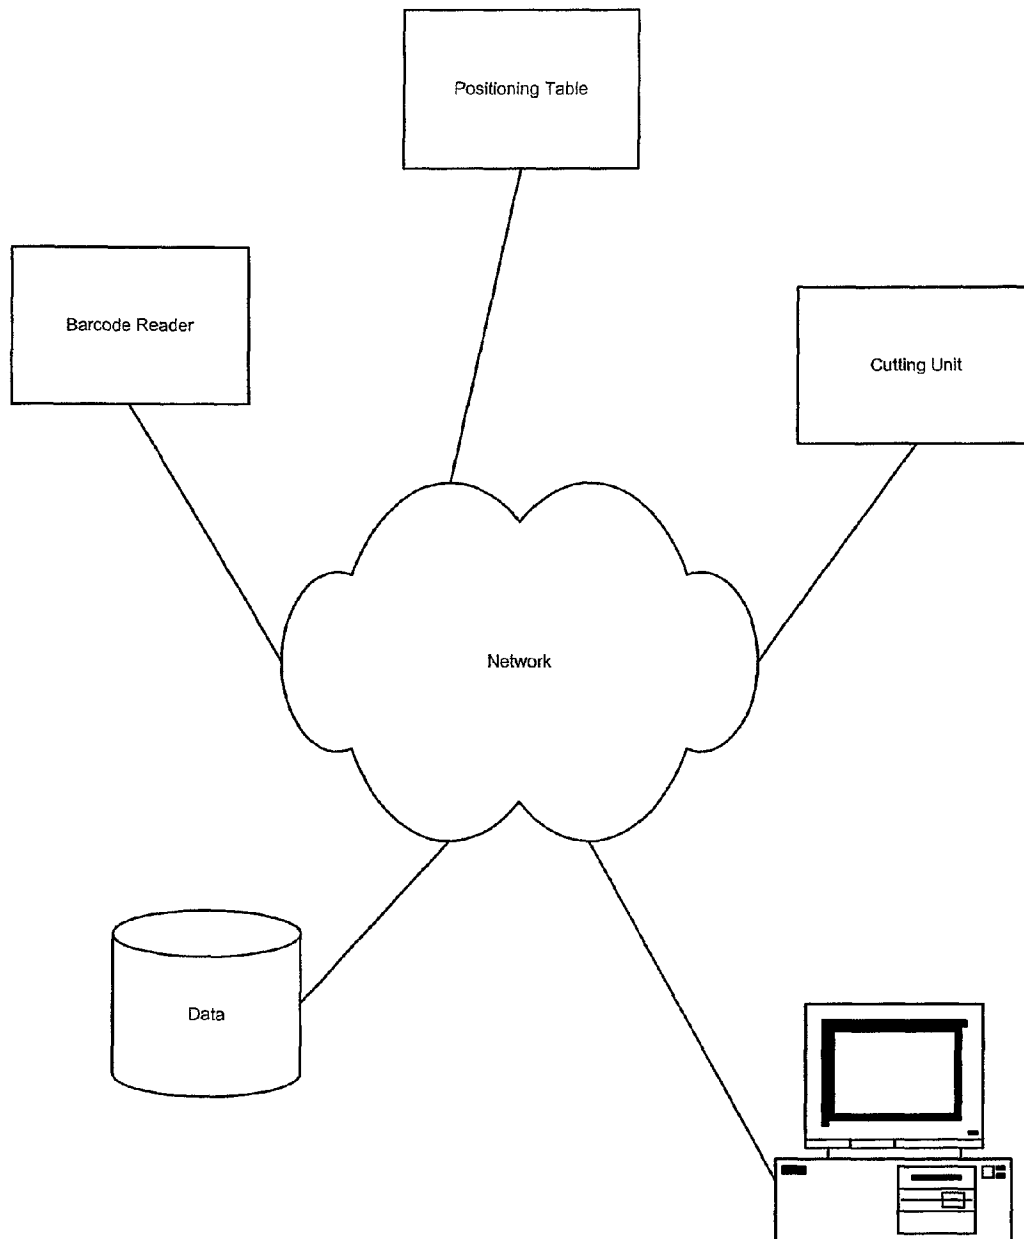 Positioning Table
Barcode Reader
Cutting Unit
Network
Data